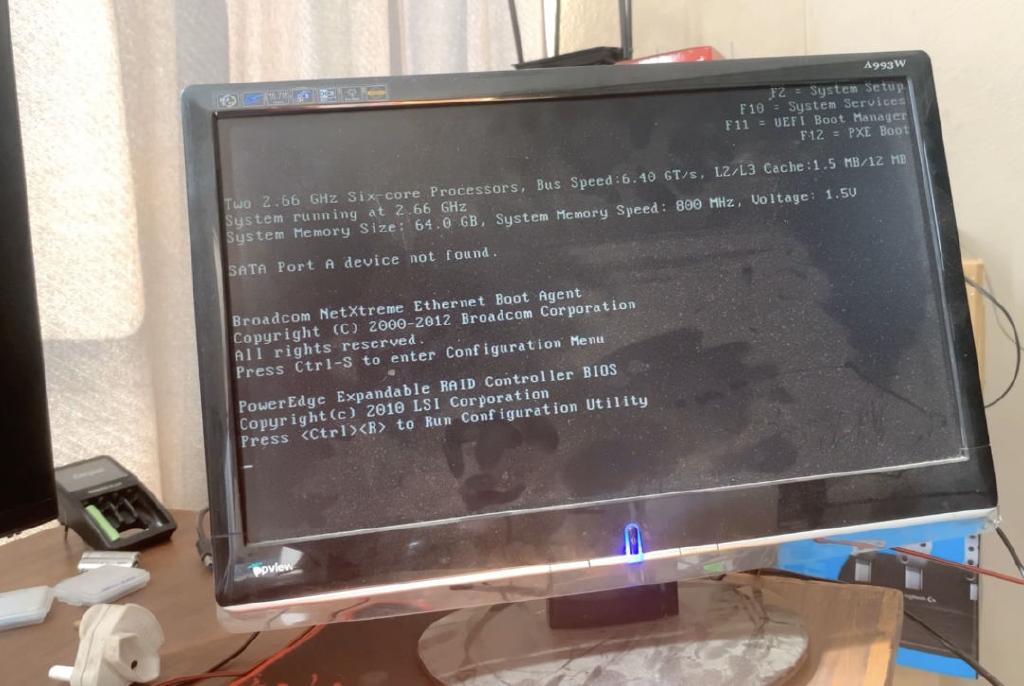 A993W
F2 = System Setup
F10 = System Services
F11 = UEFI Boot Manager
F12 = PXE Boot
Two 2.66 GHz Six-core Processors, Bus Speed:6.40 GT/s, L2/L3 Cache:1.5 MB/12 MB
System running at 2.66 GHz
System Memory Size: 64.0 GB, System Memory Speed: 800 MHz, Voltage: 1.5V
SATA Port A device not found.
Broadcom NetXtreme Ethernet Boot Agent
Copyright (C) 2000-2012 Broadcom Corporation
All rights reserved.
Press Ctrl-S to enter Configuration Menu
PowerEdge Expandable RAID Controller BIOS
Copyright(c) 2010 LSI Corporation
Press <Ctrl><R> to Run Configuration Utility
topview